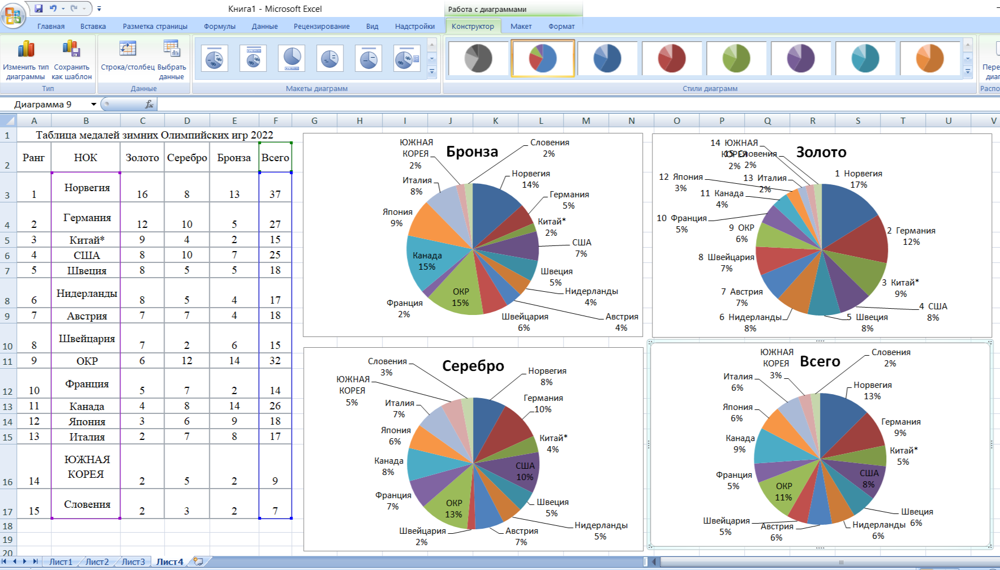 Книга1 - Microsoft Excel
Работа с диаграммами
Главная Вставка Разметка страницы Формулы Данные Рецензирование Вид Надстройки Конструктор Макет Формат
Изменить тип диаграммы
Сохранить как шаблон
Строка/столбец
Выбрать данные
Тип Данные Макеты диаграмм Стили диаграмм
Диаграмма 9
fx
A B C D E F G H I J K L M N O P Q R S T U V
1 Таблица медалей зимних Олимпийских игр 2022
2 Ранг НОК Золото Серебро Бронза Всего
3 1 Норвегия 16 8 13 37
4 2 Германия 12 10 5 27
5 3 Китай* 9 4 2 15
6 4 США 8 10 7 25
7 5 Швеция 8 5 5 18
8 6 Нидерланды 8 5 4 17
9 7 Австрия 7 7 4 18
10 8 Швейцария 7 2 6 15
11 9 ОКР 6 12 14 32
12 10 Франция 5 7 2 14
13 11 Канада 4 8 14 26
14 12 Япония 3 6 9 18
15 13 Италия 2 7 8 17
16 14 ЮЖНАЯ КОРЕЯ 2 5 2 9
17 15 Словения 2 3 2 7
18
19
20
Бронза
Норвегия
14%
Германия
5%
Китай*
2%
США
7%
Швеция
5%
Нидерланды
4%
Австрия
4%
Швейцария
6%
ОКР
15%
Франция
2%
Канада
15%
Япония
9%
Италия
8%
ЮЖНАЯ
КОРЕЯ
2%
Словения
2%
Золото
1 Норвегия
17%
2 Германия
12%
3 Китай*
9%
4 США
8%
5 Швеция
8%
6 Нидерланды
8%
7 Австрия
7%
8 Швейцария
7%
9 ОКР
6%
10 Франция
5%
11 Канада
4%
12 Япония
3%
13 Италия
2%
14 ЮЖНАЯ
КОРЕЯ
2%
15 Словения
2%
Серебро
Норвегия
8%
Германия
10%
Китай*
4%
США
10%
Швеция
5%
Нидерланды
5%
Австрия
7%
Швейцария
2%
ОКР
13%
Франция
7%
Канада
8%
Япония
6%
Италия
7%
ЮЖНАЯ
КОРЕЯ
5%
Словения
3%
Всего
Норвегия
13%
Германия
9%
Китай*
5%
США
8%
Швеция
6%
Нидерланды
6%
Австрия
6%
Швейцария
5%
ОКР
11%
Франция
5%
Канада
9%
Япония
6%
Италия
6%
ЮЖНАЯ
КОРЕЯ
3%
Словения
2%
Лист1 Лист2 Лист3 Лист4